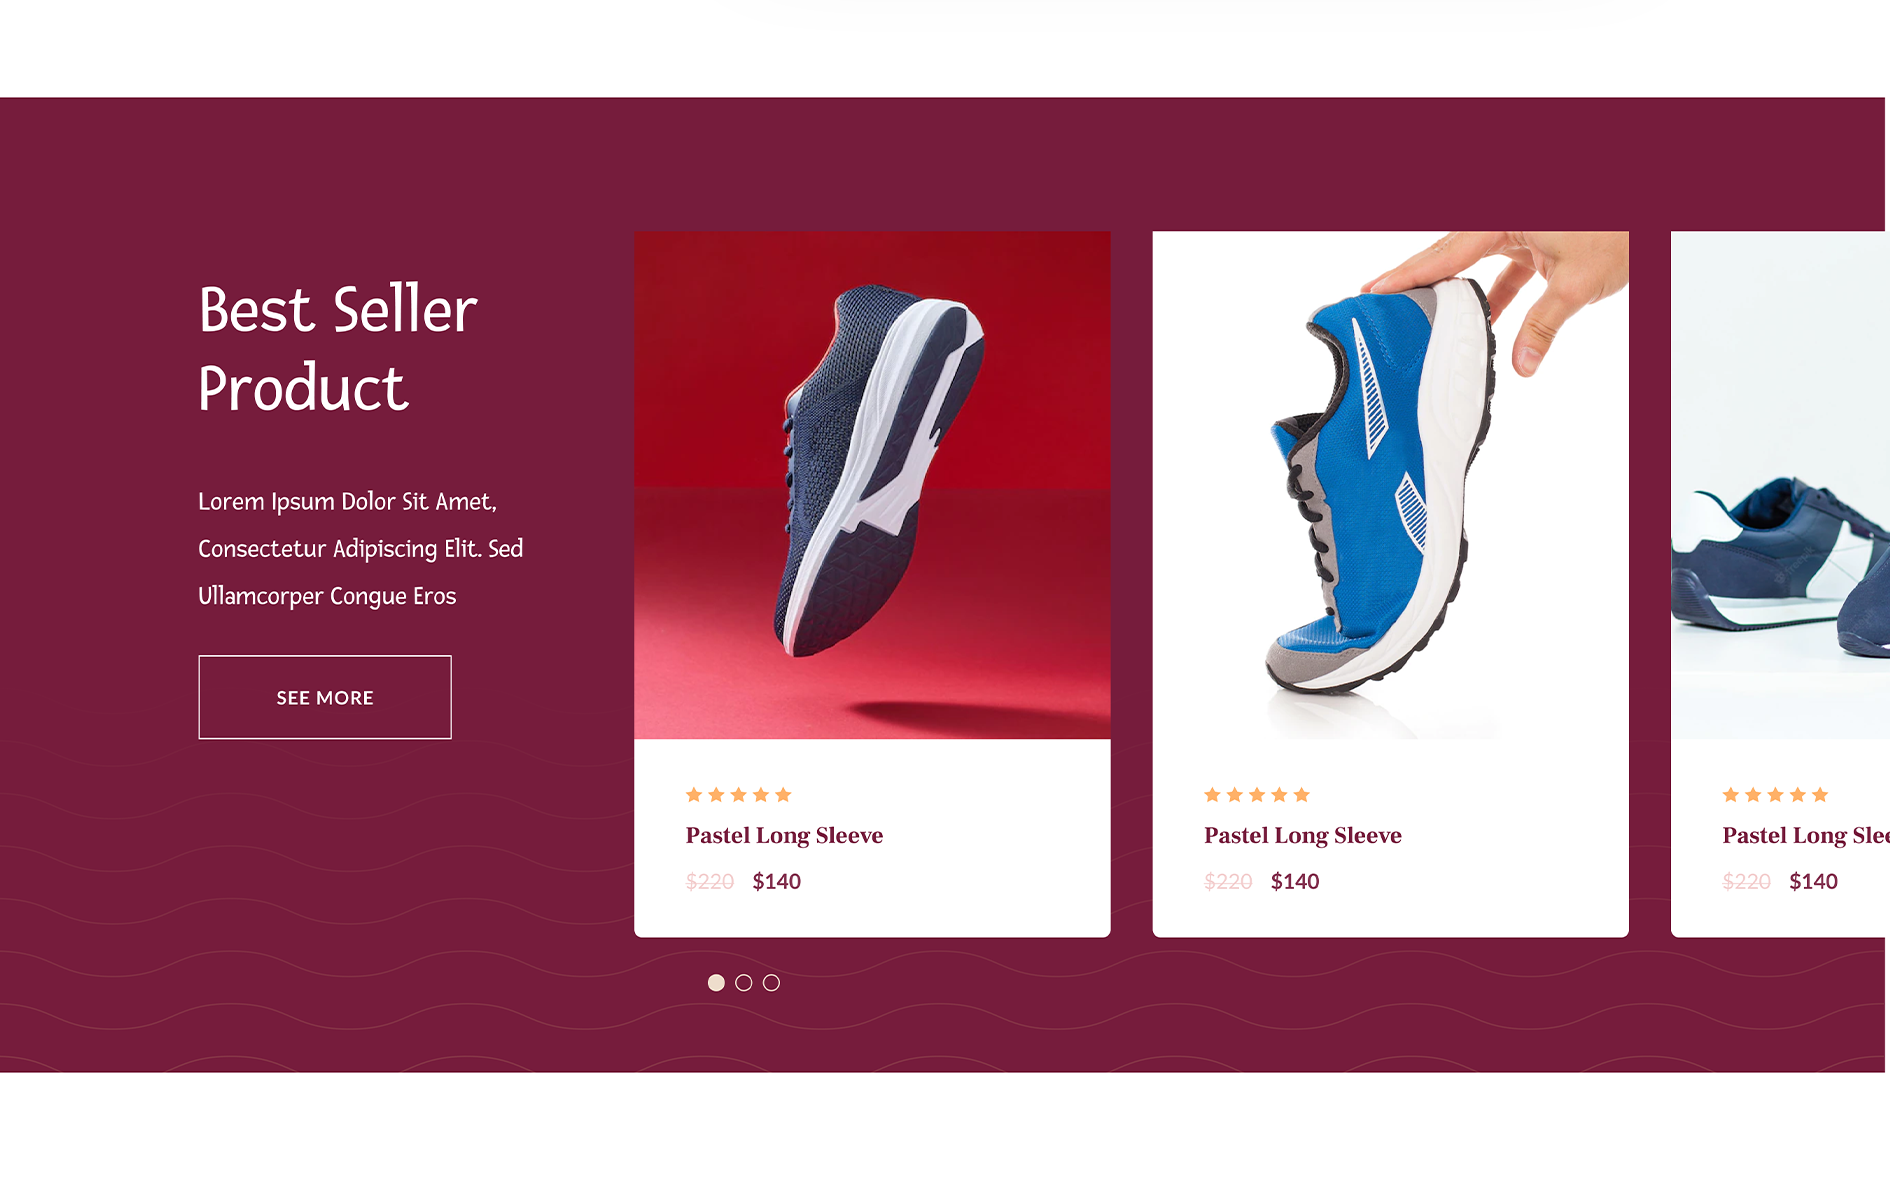 Best Seller
Product
Lorem Ipsum Dolor Sit Amet,
Consectetur Adipiscing Elit. Sed
Ullamcorper Congue Eros
SEE MORE
Pastel Long Sleeve
$220 $140
Pastel Long Sleeve
$220 $140
Pastel Long Slee
$220 $140